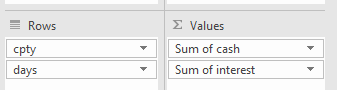 Rows
Σ Values
cpty
Sum of cash
days
Sum of interest